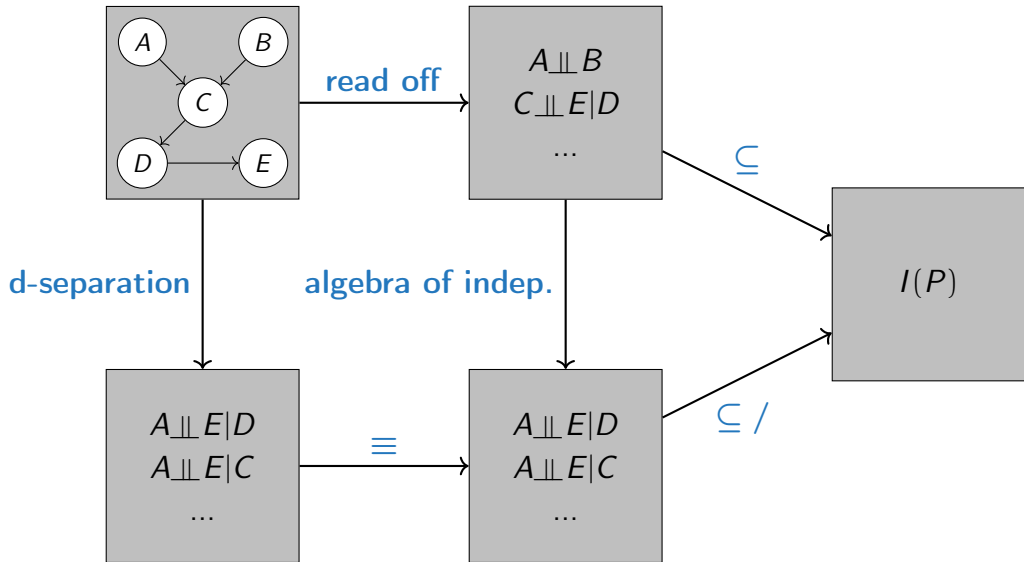 A
B
C
D
E
read off
A⫫B
C⫫E|D
...
⊆
d-separation
algebra of indep.
I(P)
A⫫E|D
A⫫E|C
...
≡
A⫫E|D
A⫫E|C
...
⊆ /